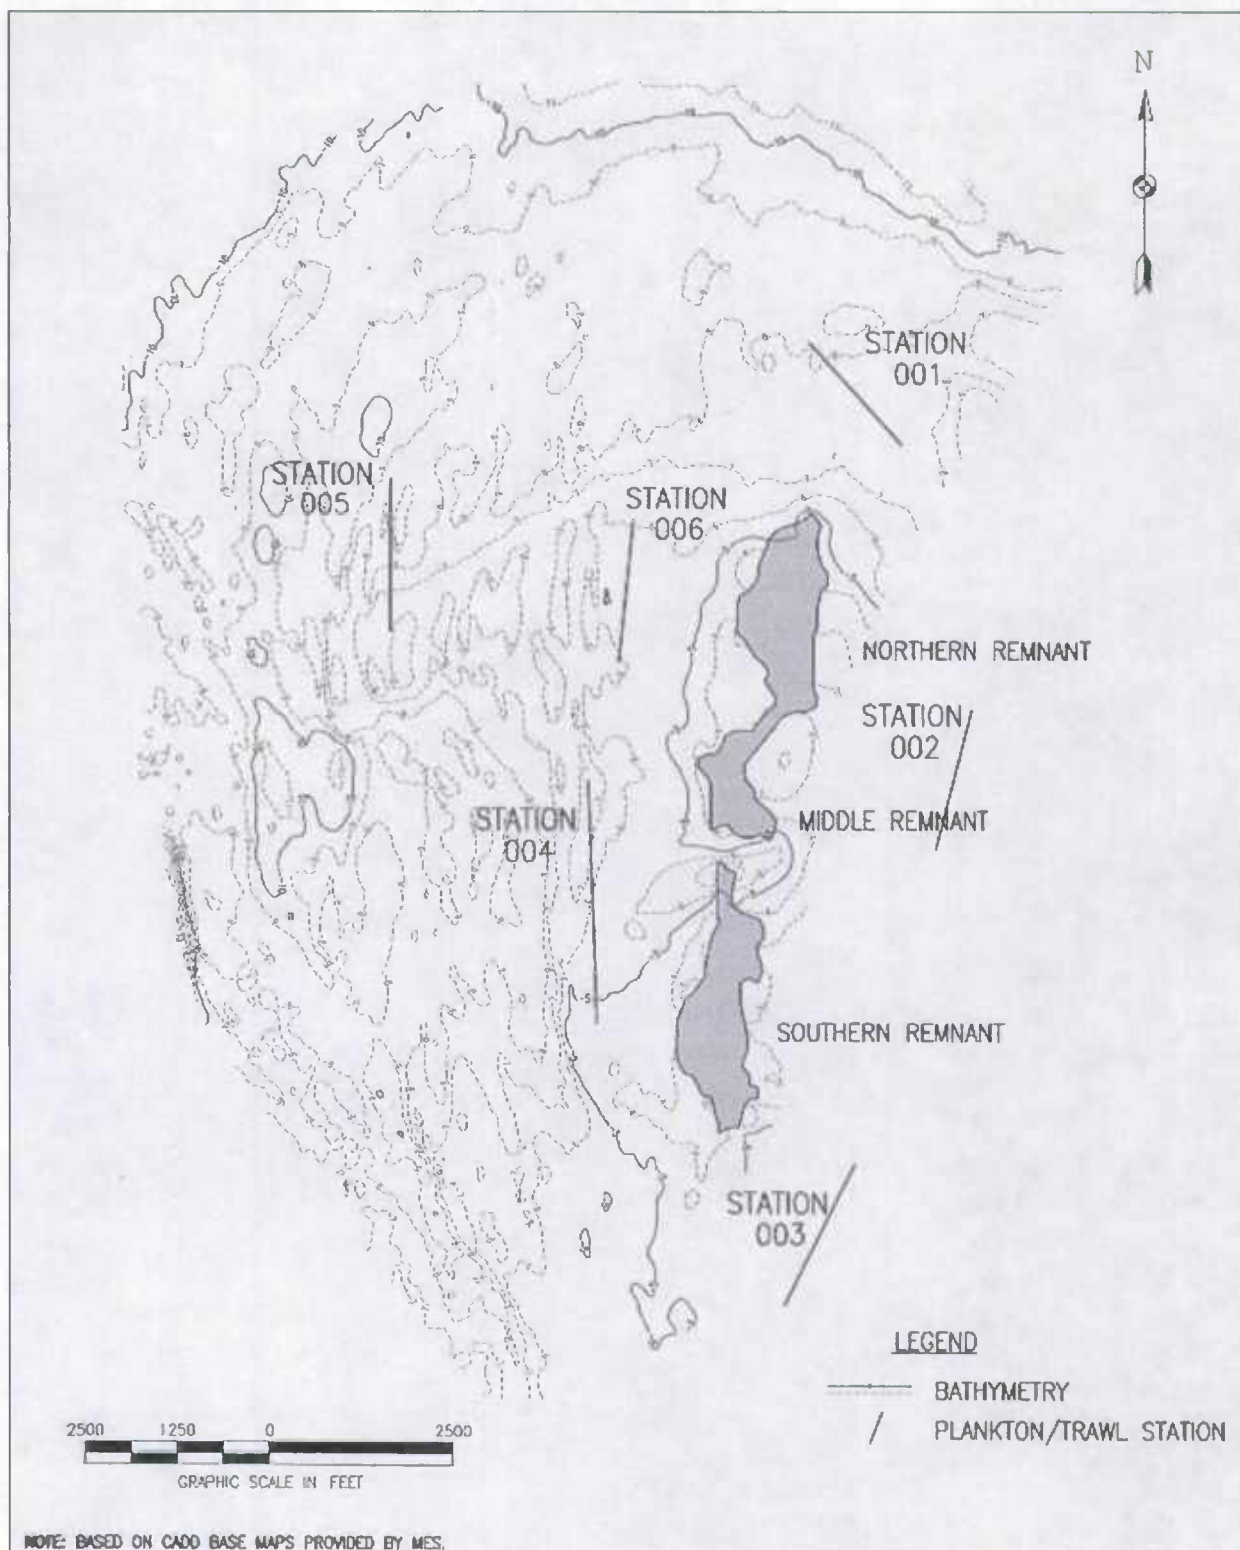 N
STATION
001
STATION
005
STATION
006
NORTHERN REMNANT
STATION
002
STATION
004
MIDDLE REMNANT
-5
SOUTHERN REMNANT
STATION
003
LEGEND
BATHYMETRY
PLANKTON/TRAWL STATION
2500 1250 0 2500
GRAPHIC SCALE IN FEET
NOTE: BASED ON CADD BASE MAPS PROVIDED BY MES.